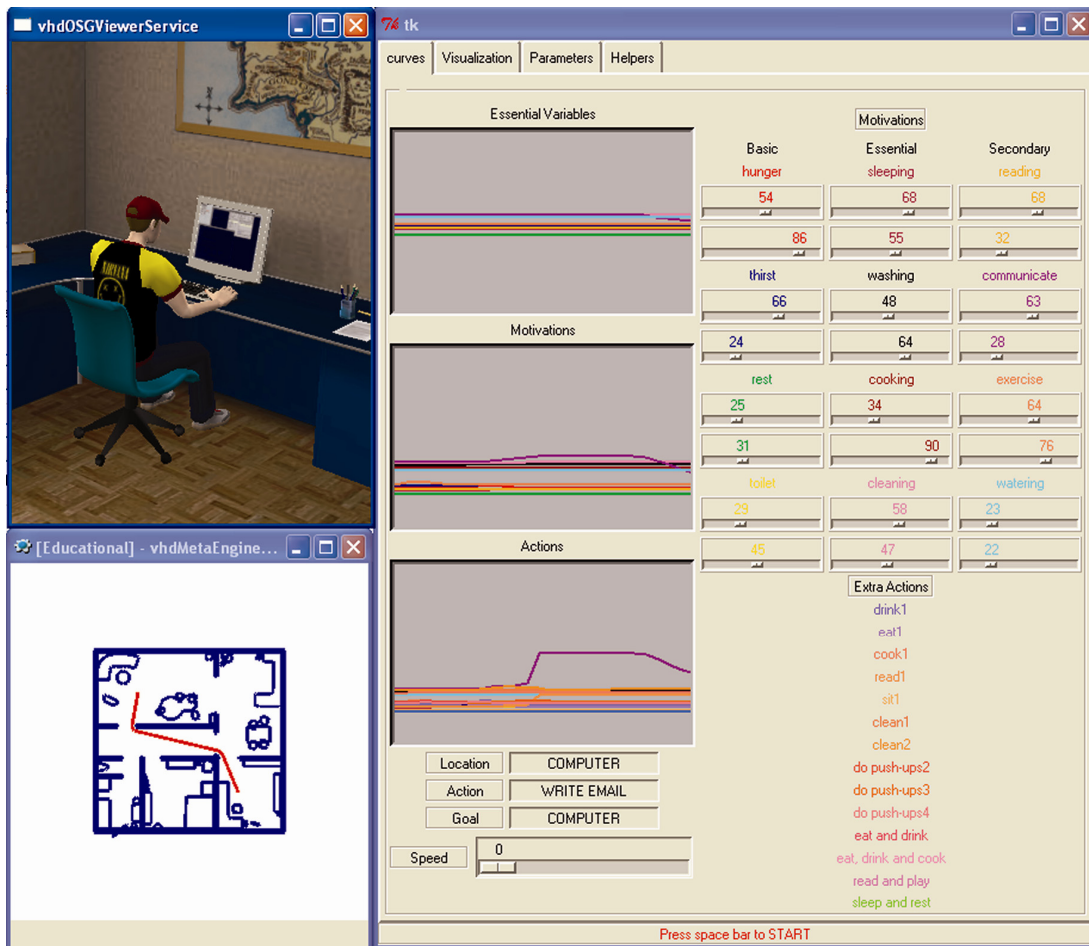 vhdOSGViewerService
GOND
NIRVANA
[Educational] - vhdMetaEngine...
tk
curves Visualization Parameters Helpers
Essential Variables
Motivations
Actions
Location COMPUTER
Action WRITE EMAIL
Goal COMPUTER
Speed 0
Motivations
Basic Essential Secondary
hunger sleeping reading
54 68 68
86 55 32
thirst washing communicate
66 48 63
24 64 28
rest cooking exercise
25 34 64
31 90 76
toilet cleaning watering
29 58 23
45 47 22
Extra Actions
drink1
eat1
cook1
read1
sit1
clean1
clean2
do push-ups2
do push-ups3
do push-ups4
eat and drink
eat, drink and cook
read and play
sleep and rest
Press space bar to START